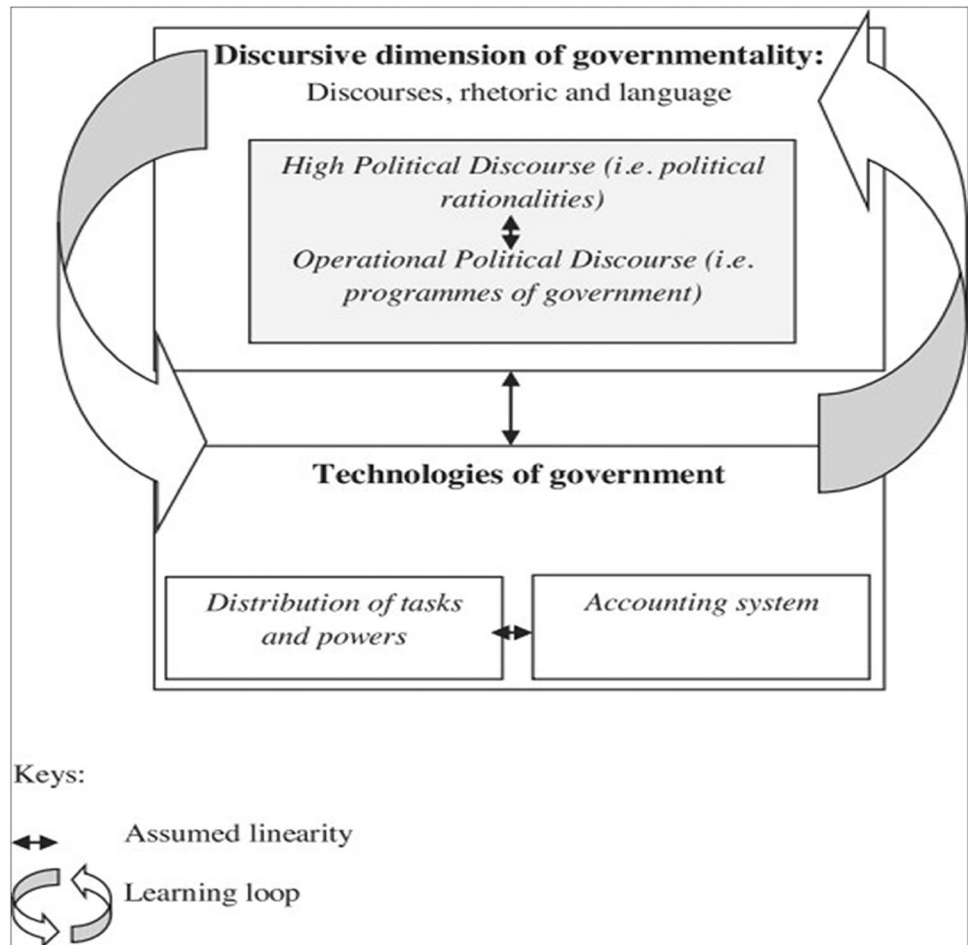 Discursive dimension of governmentality:
Discourses, rhetoric and language
High Political Discourse (i.e. political
rationalities)
Operational Political Discourse (i.e.
programmes of government)
Technologies of government
Distribution of tasks
and powers
Accounting system
Keys:
Assumed linearity
Learning loop